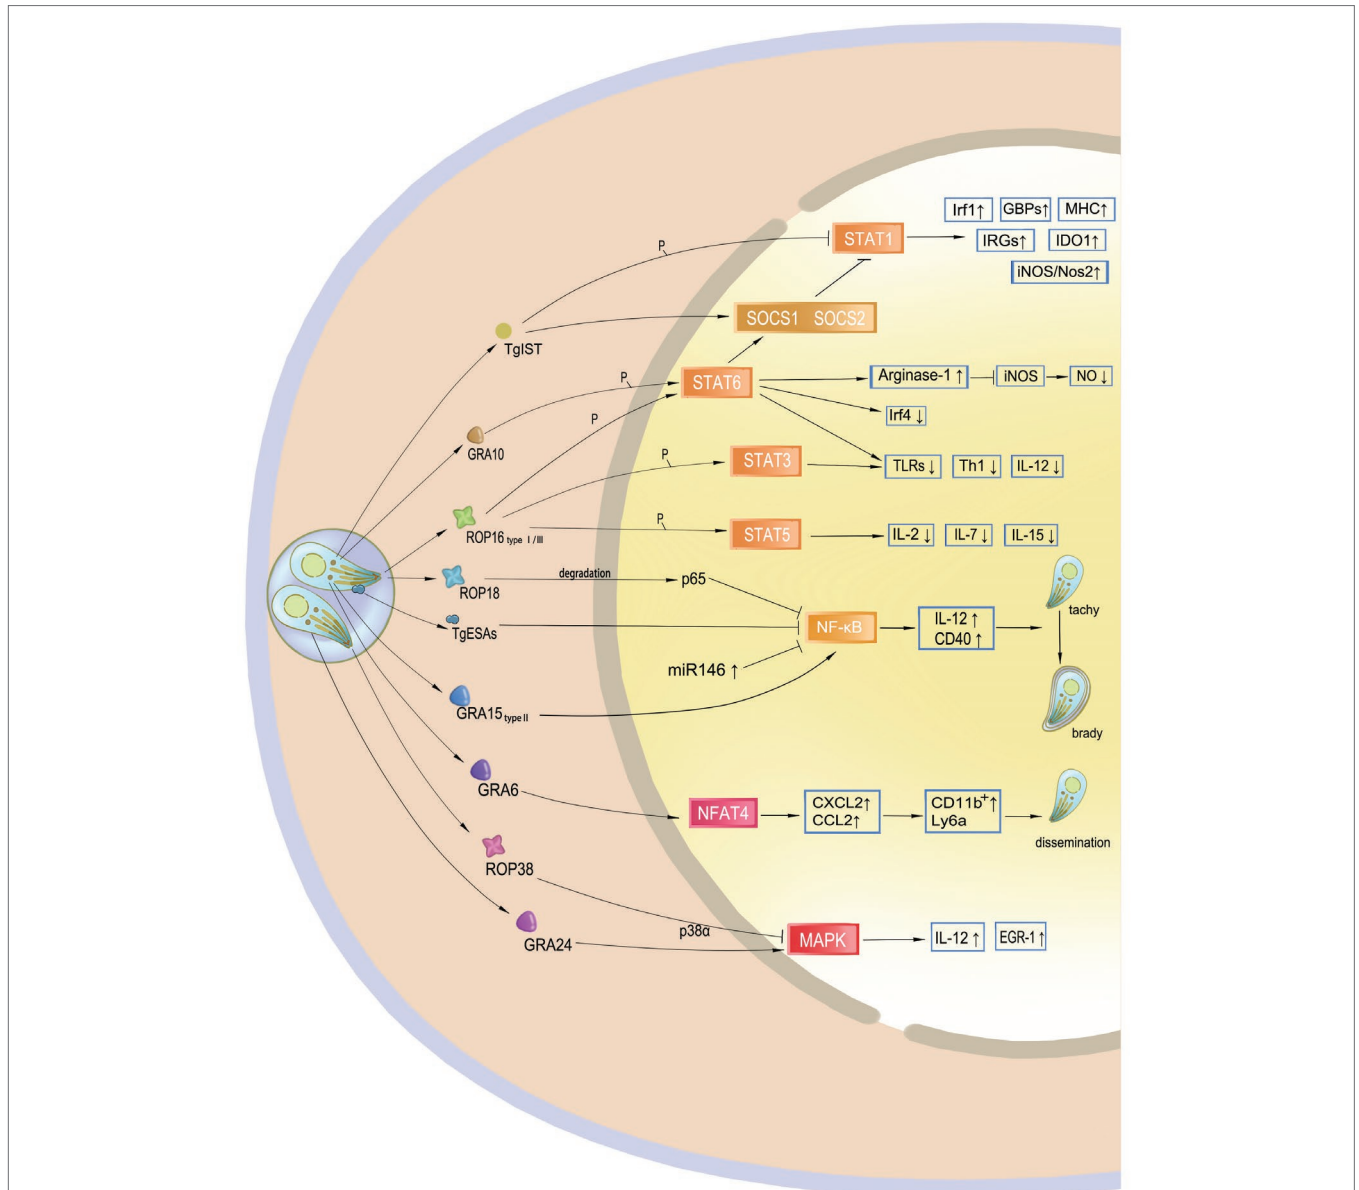 Irf1↑ GBPs↑ MHC↑
P STAT1 IRGs↑ IDO1↑
iNOS/Nos2↑
SOCS1 SOCS2
TgIST
P STAT6 Arginase-1 ↑ iNOS NO ↓
P Irf4 ↓
GRA10
P STAT3 TLRs ↓ Th1 ↓ IL-12 ↓
ROP16 type I / III P STAT5 IL-2 ↓ IL-7 ↓ IL-15 ↓
ROP18 degradation p65
tachy
TgESAs NF-κB IL-12 ↑
CD40 ↑
miR146 ↑
GRA15 type II
brady
GRA6 NFAT4 CXCL2↑ CD11b+↑
CCL2↑ Ly6a
dissemination
ROP38
p38α
GRA24 MAPK IL-12 ↑ EGR-1 ↑